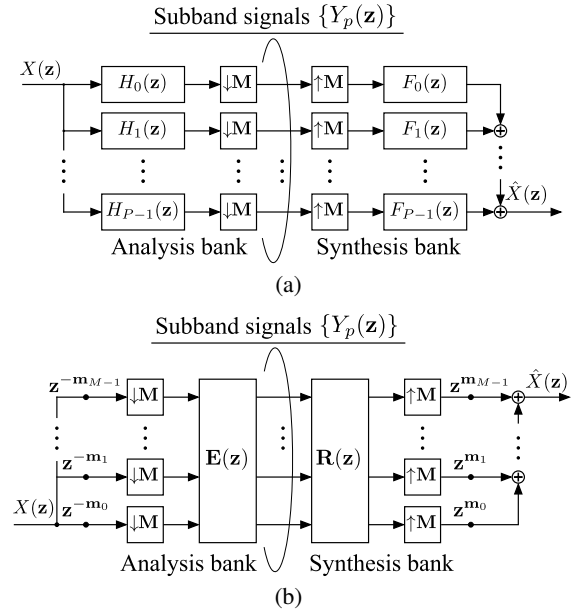 Subband signals {Y_p(z)}
X(z) H_0(z) ↓M ↑M F_0(z)
H_1(z) ↓M ↑M F_1(z)
X̂(z)
H_{P−1}(z) ↓M ↑M F_{P−1}(z)
Analysis bank Synthesis bank
(a)
Subband signals {Y_p(z)}
z^{−m_{M−1}} ↓M ↑M z^{m_{M−1}} X̂(z)
E(z) R(z)
z^{−m_1} ↓M ↑M z^{m_1}
X(z) z^{−m_0} ↓M ↑M z^{m_0}
Analysis bank Synthesis bank
(b)